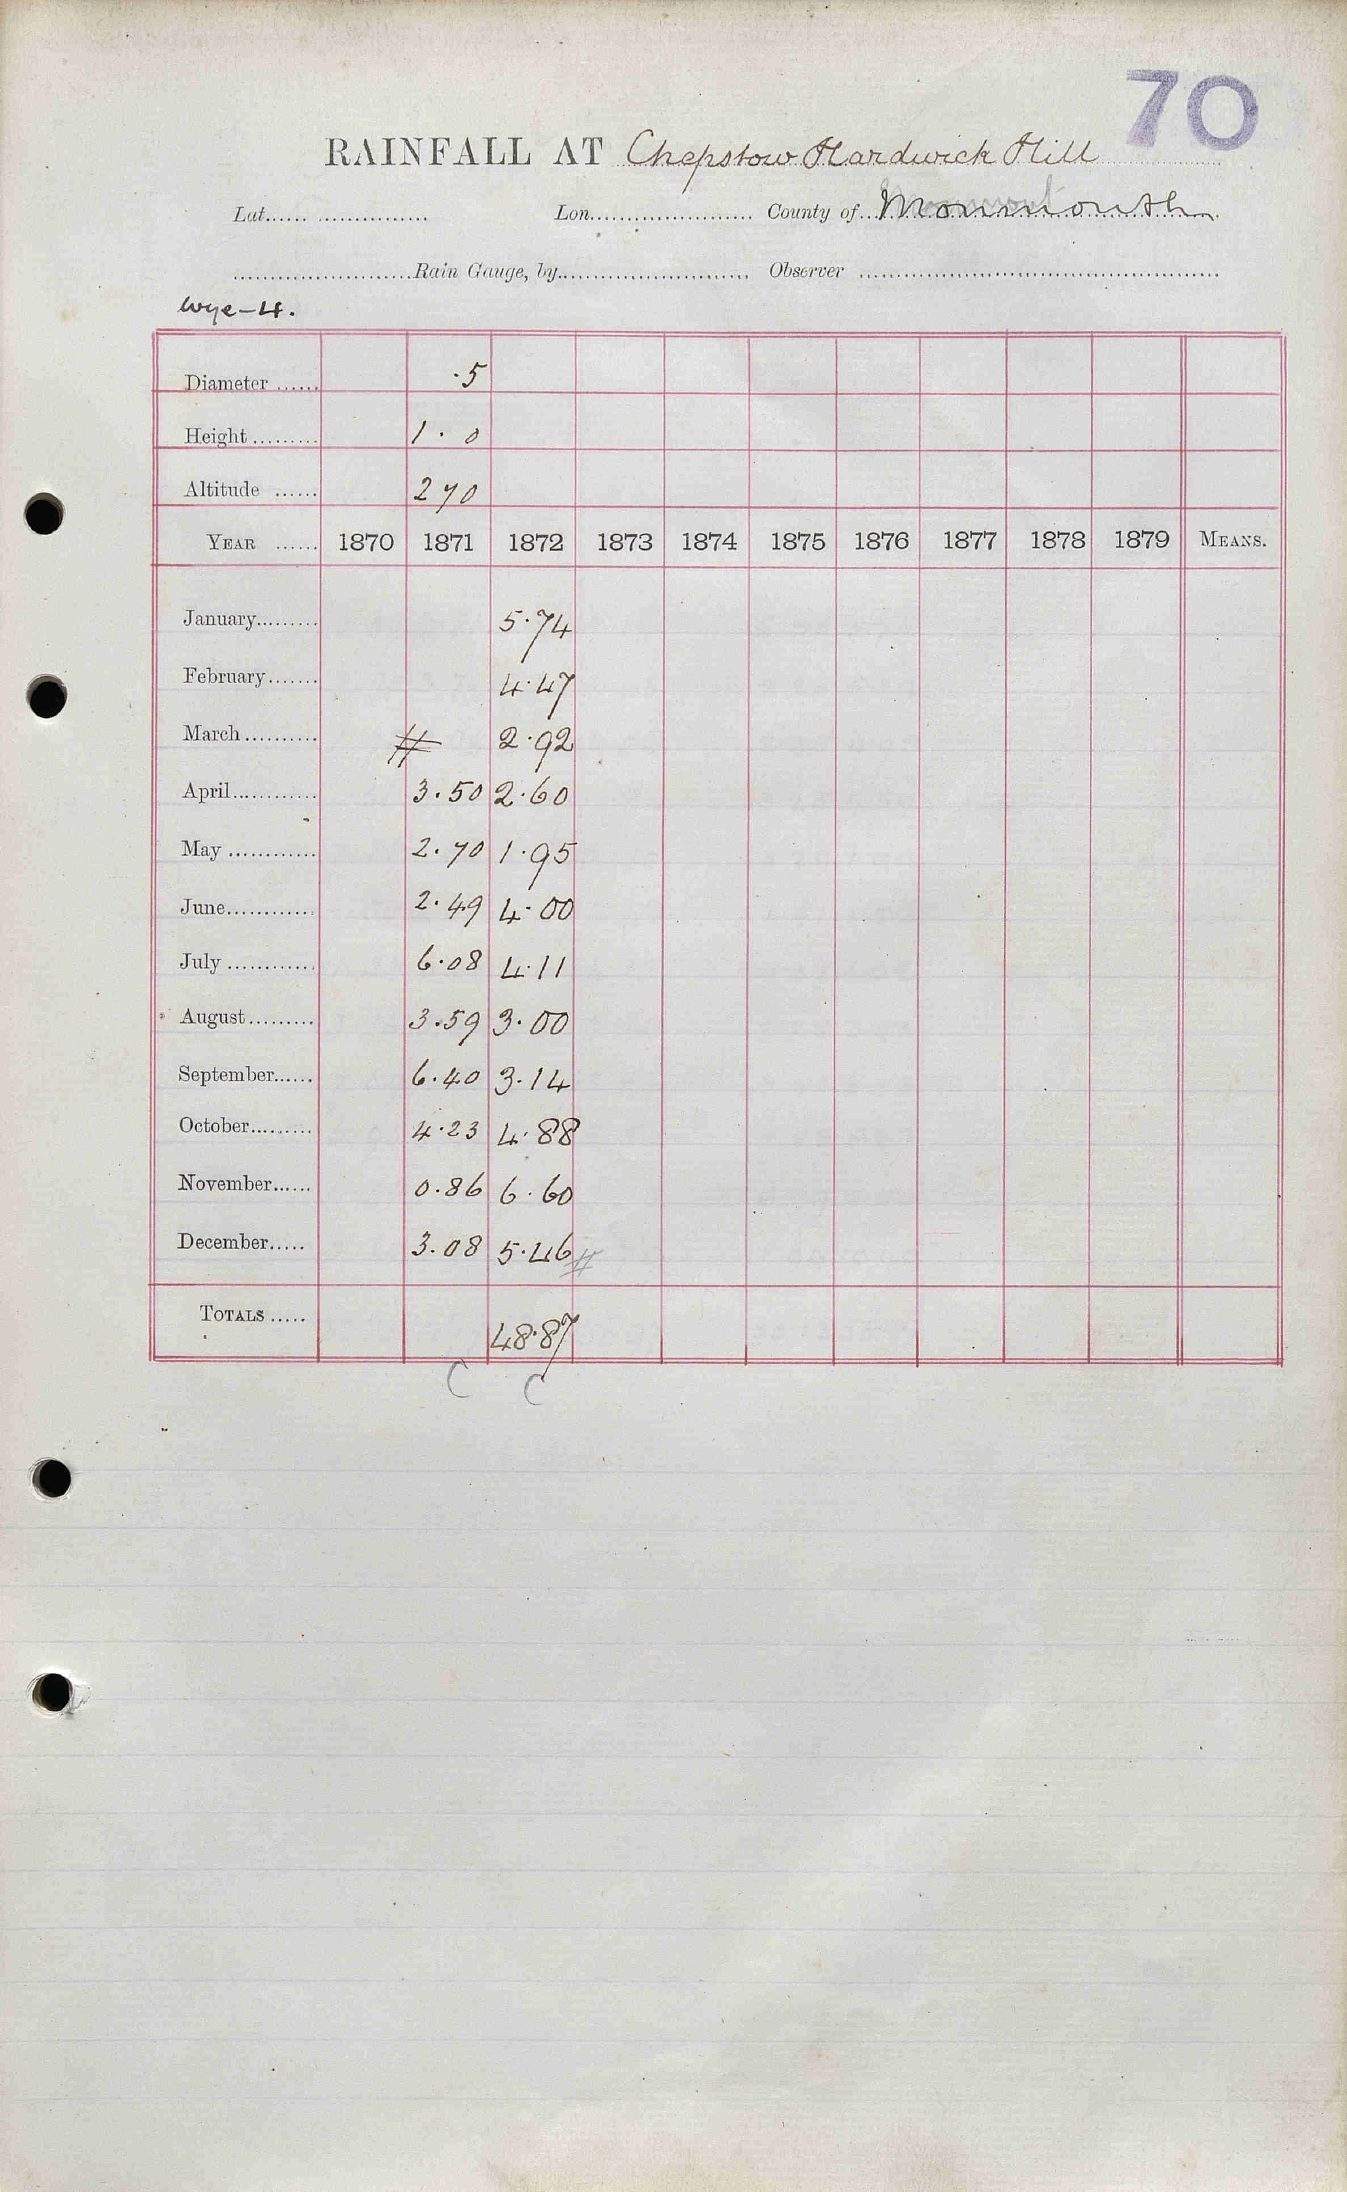 70
RAINFALL AT Chepstow Hardwick Hill
Lat. Lon. County of Monmouth
Rain Gauge, by Observer
Wye-4.
Diameter ·5
Height 1·0
Altitude 270
YEAR 1870 1871 1872 1873 1874 1875 1876 1877 1878 1879 MEANS.
January 5·74
February 4·47
March # 2·92
April 3·50 2·60
May 2·70 1·95
June 2·49 4·00
July 6·08 4·11
August 3·59 3·00
September 6·40 3·14
October 4·23 4·88
November 0·86 6·60
December 3·08 5·46 #
TOTALS 48·87
C C